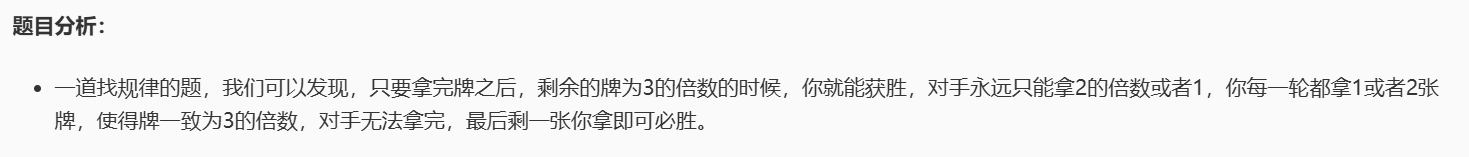 题目分析：
• 一道找规律的题，我们可以发现，只要拿完牌之后，剩余的牌为3的倍数的时候，你就能获胜，对手永远只能拿2的倍数或者1，你每一轮都拿1或者2张
牌，使得牌一致为3的倍数，对手无法拿完，最后剩一张你拿即可必胜。